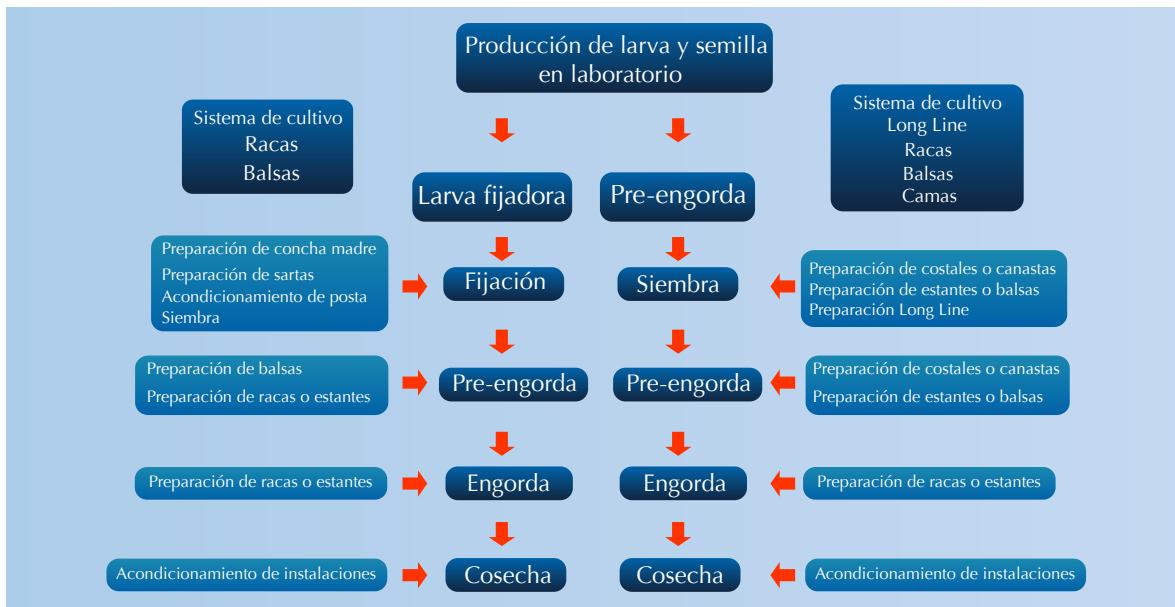 Producción de larva y semilla
en laboratorio
Sistema de cultivo
Racas
Balsas
Sistema de cultivo
Long Line
Racas
Balsas
Camas
Larva fijadora
Pre-engorda
Preparación de concha madre
Preparación de sartas
Acondicionamiento de posta
Siembra
Fijación
Siembra
Preparación de costales o canastas
Preparación de estantes o balsas
Preparación Long Line
Preparación de balsas
Preparación de racas o estantes
Pre-engorda
Pre-engorda
Preparación de costales o canastas
Preparación de estantes o balsas
Preparación de racas o estantes
Engorda
Engorda
Preparación de racas o estantes
Acondicionamiento de instalaciones
Cosecha
Cosecha
Acondicionamiento de instalaciones